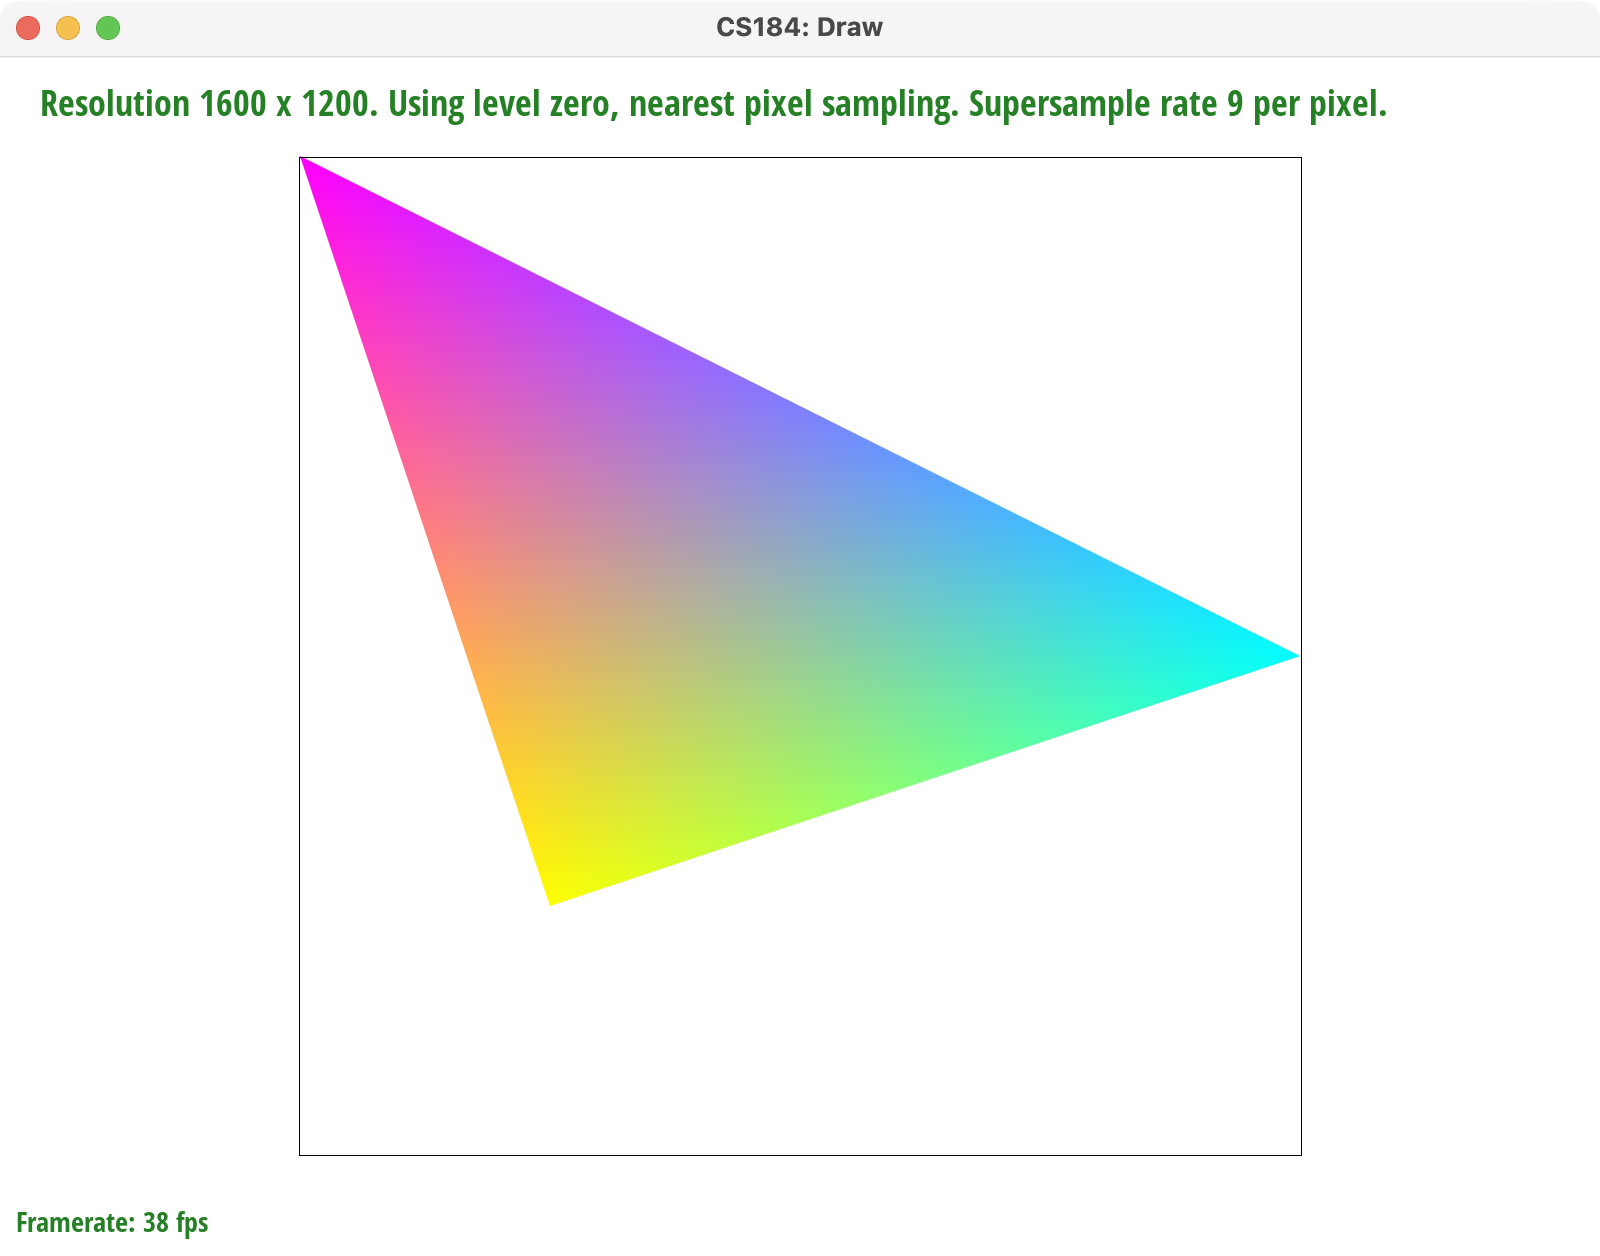 CS184: Draw
Resolution 1600 x 1200. Using level zero, nearest pixel sampling. Supersample rate 9 per pixel.
Framerate: 38 fps